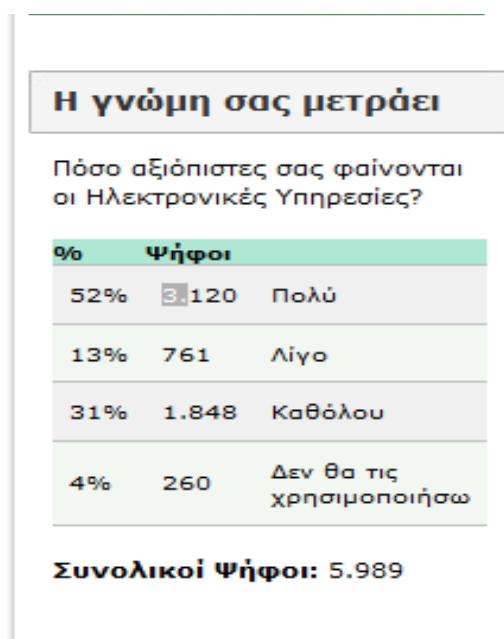 Η γνώμη σας μετράει
Πόσο αξιόπιστες σας φαίνονται
οι Ηλεκτρονικές Υπηρεσίες?
% Ψήφοι
52% 3.120 Πολύ
13% 761 Λίγο
31% 1.848 Καθόλου
4% 260 Δεν θα τις
χρησιμοποιήσω
Συνολικοί Ψήφοι: 5.989